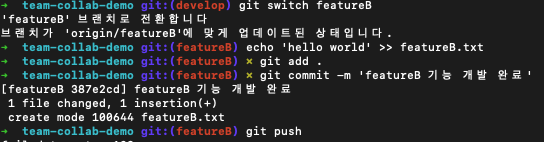 ➜  team-collab-demo git:(develop) git switch featureB
'featureB' 브랜치로 전환합니다
브랜치가 'origin/featureB'에 맞게 업데이트된 상태입니다.
➜  team-collab-demo git:(featureB) echo 'hello world' >> featureB.txt
➜  team-collab-demo git:(featureB) ✗ git add .
➜  team-collab-demo git:(featureB) ✗ git commit -m 'featureB 기능 개발 완료'
[featureB 387e2cd] featureB 기능 개발 완료
 1 file changed, 1 insertion(+)
 create mode 100644 featureB.txt
➜  team-collab-demo git:(featureB) git push